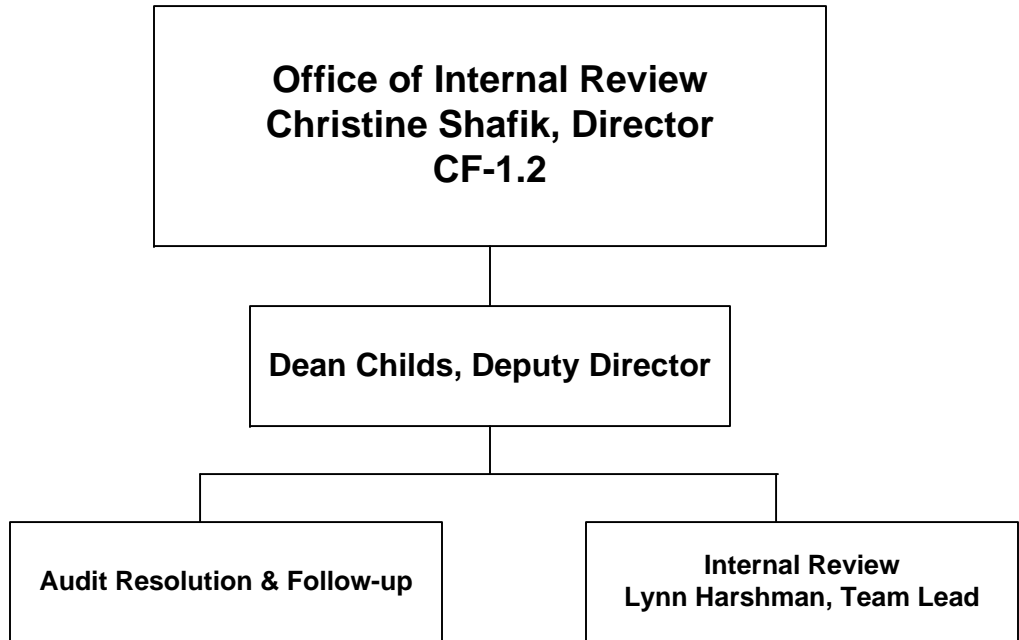 Office of Internal Review
Christine Shafik, Director
CF-1.2
Dean Childs, Deputy Director
Audit Resolution & Follow-up
Internal Review
Lynn Harshman, Team Lead